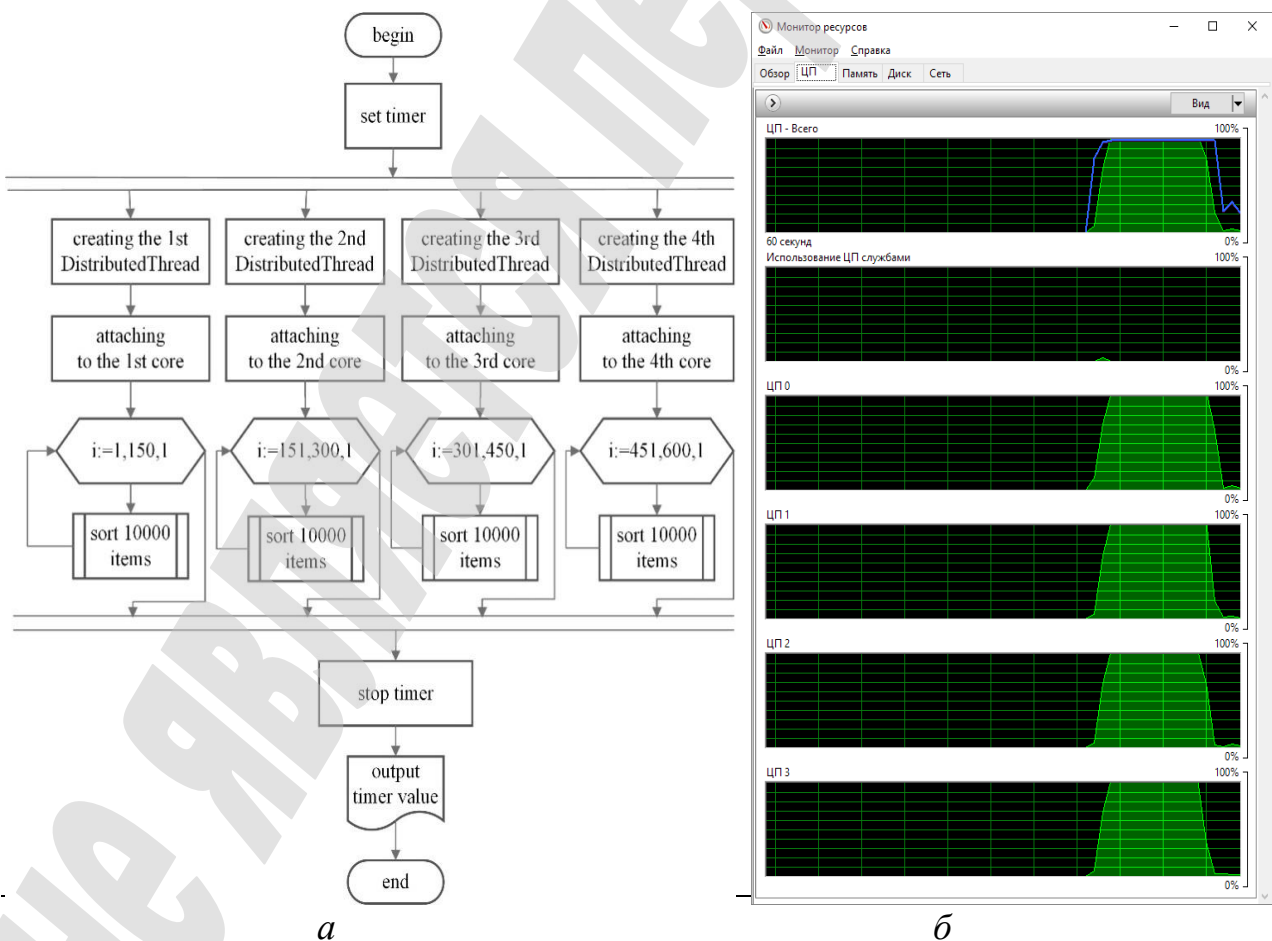 begin
set timer
creating the 1st
DistributedThread
creating the 2nd
DistributedThread
creating the 3rd
DistributedThread
creating the 4th
DistributedThread
attaching
to the 1st core
attaching
to the 2nd core
attaching
to the 3rd core
attaching
to the 4th core
i:=1,150,1
i:=151,300,1
i:=301,450,1
i:=451,600,1
sort 10000
items
sort 10000
items
sort 10000
items
sort 10000
items
stop timer
output
timer value
end
а
Монитор ресурсов
Файл Монитор Справка
Обзор ЦП Память Диск Сеть
Вид
ЦП - Всего 100%
60 секунд 0%
Использование ЦП службами 100%
0%
ЦП 0 100%
0%
ЦП 1 100%
0%
ЦП 2 100%
0%
ЦП 3 100%
0%
б
не является